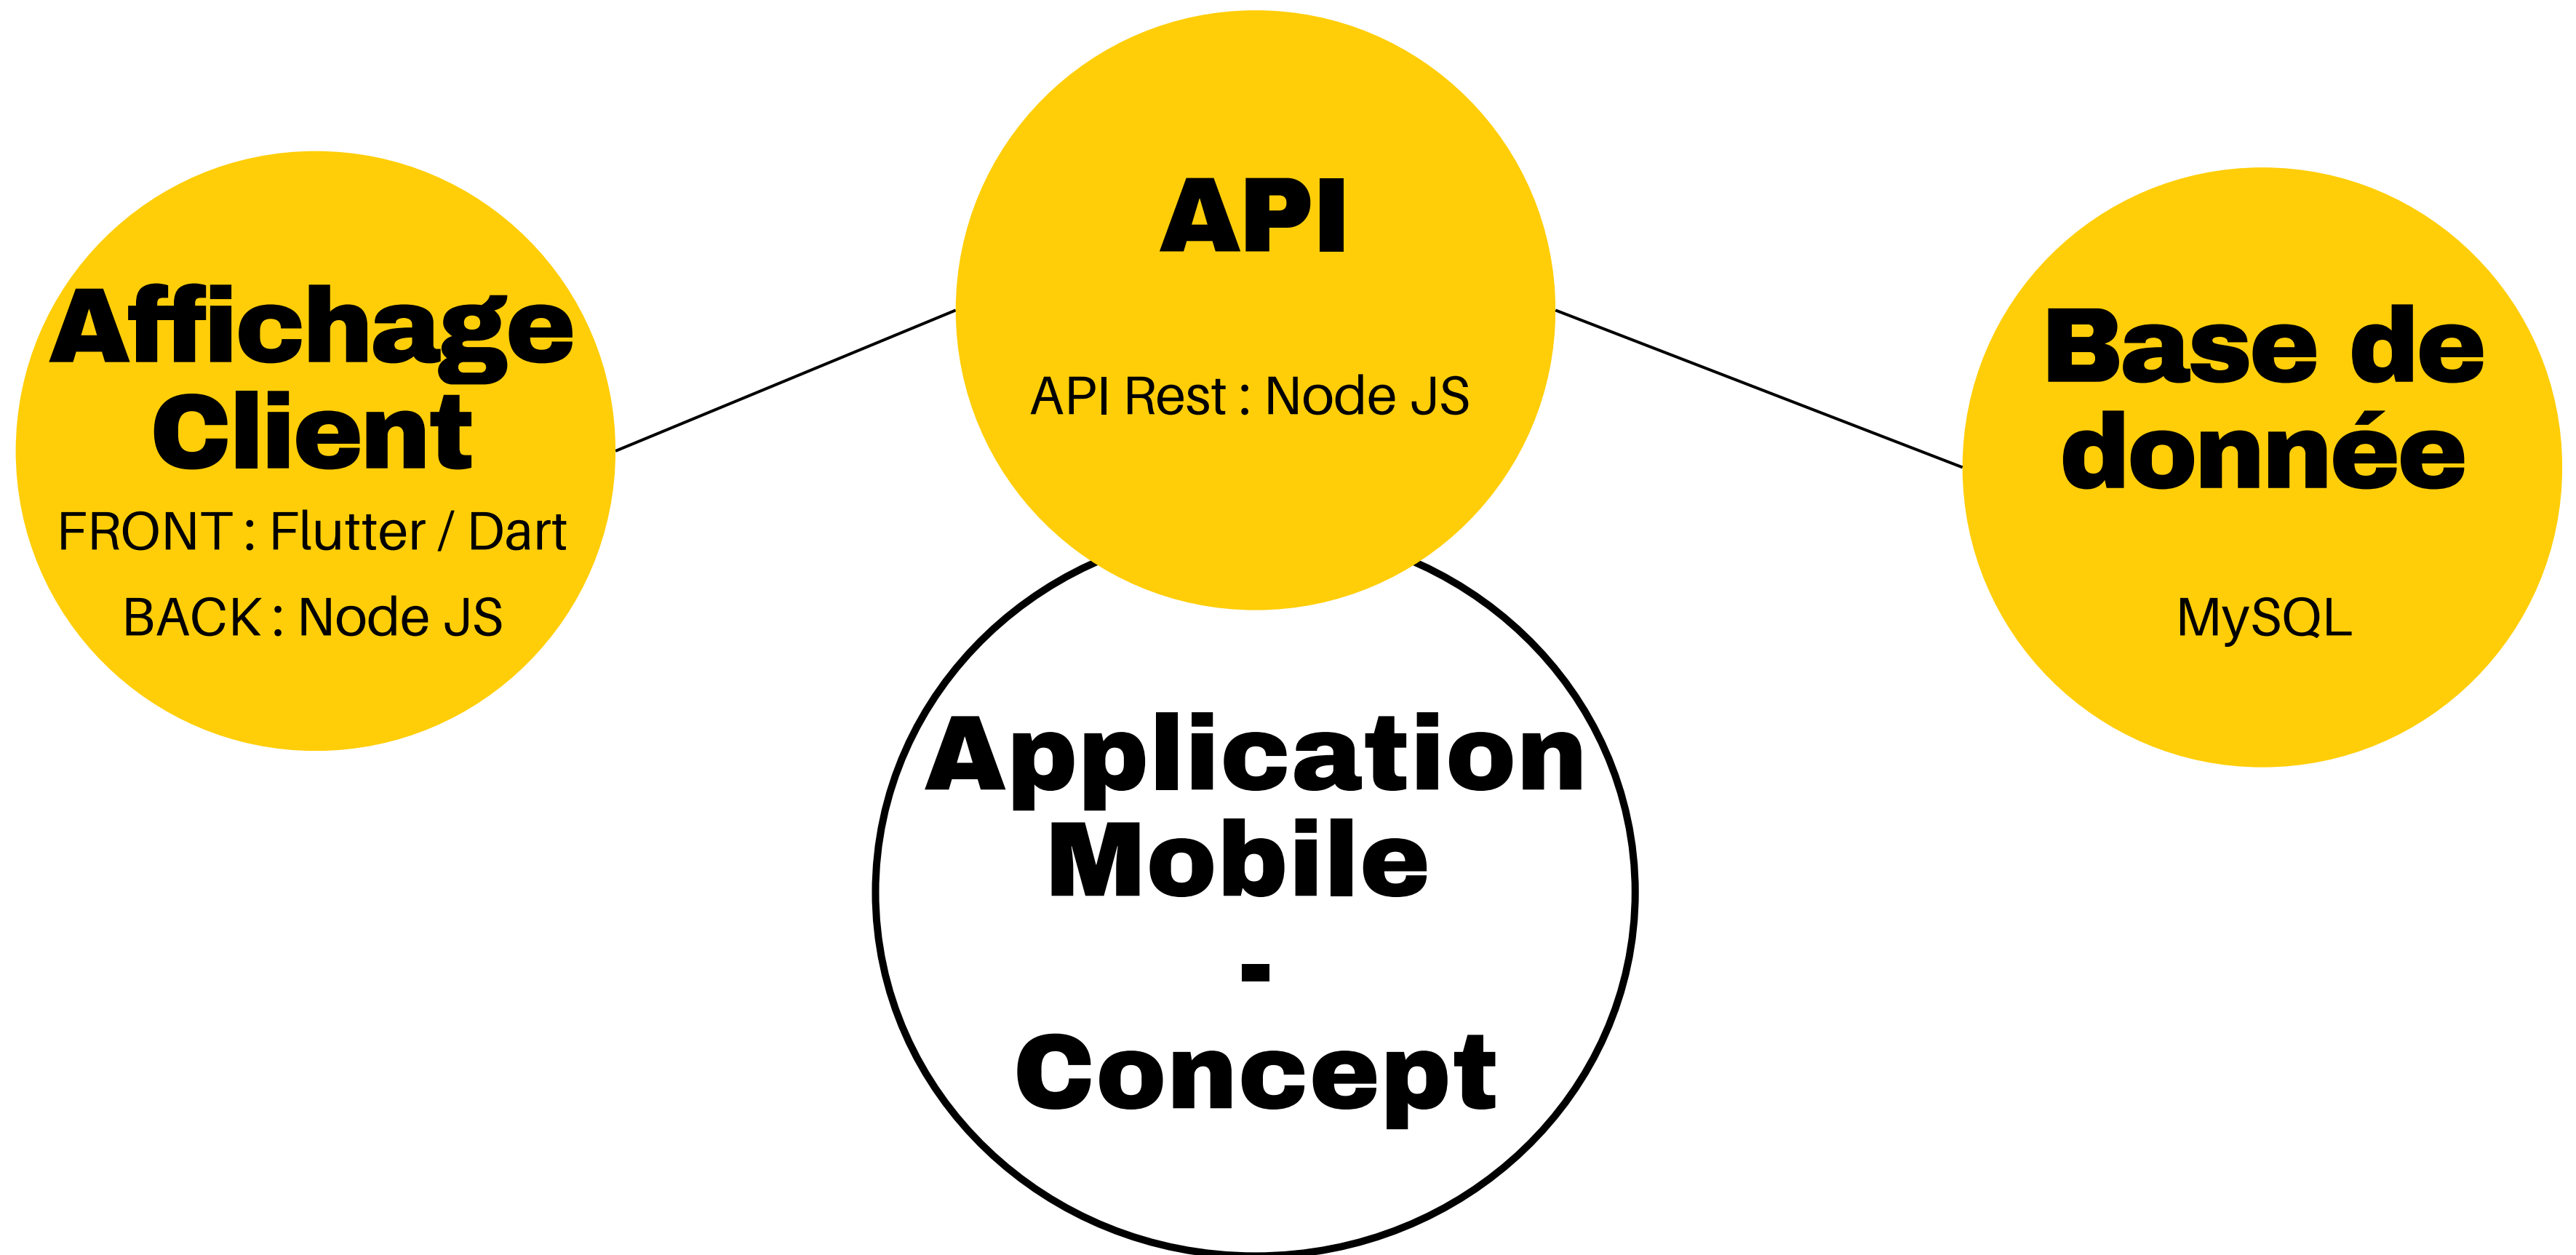 Affichage
Client
FRONT : Flutter / Dart
BACK : Node JS
API
API Rest : Node JS
Base de
donnée
MySQL
Application
Mobile
-
Concept